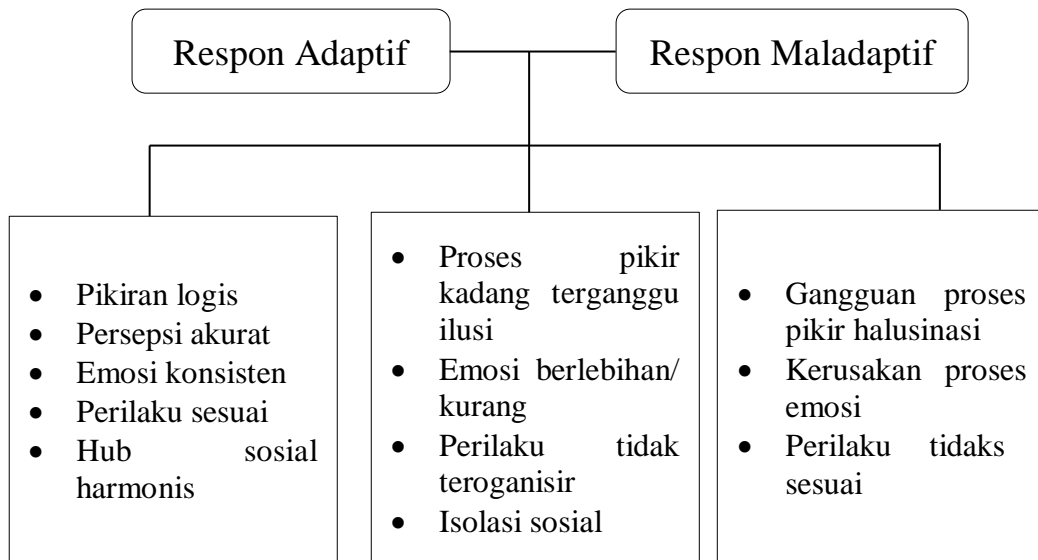 Respon Adaptif
Respon Maladaptif
• Pikiran logis
• Persepsi akurat
• Emosi konsisten
• Perilaku sesuai
• Hub sosial
harmonis
• Proses pikir
kadang terganggu
ilusi
• Emosi berlebihan/
kurang
• Perilaku tidak
teroganisir
• Isolasi sosial
• Gangguan proses
pikir halusinasi
• Kerusakan proses
emosi
• Perilaku tidaks
sesuai